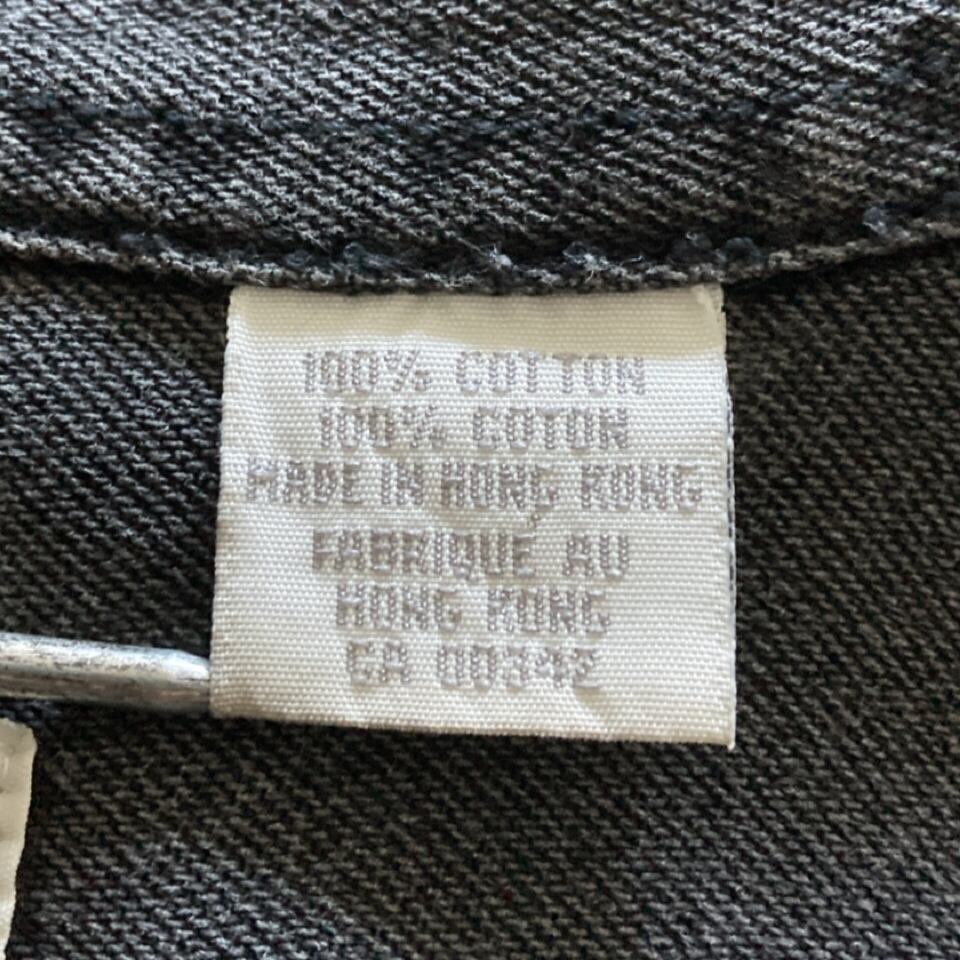 100% COTTON
100% COTON
MADE IN HONG KONG
FABRIQUÉ AU
HONG KONG
CA 00342